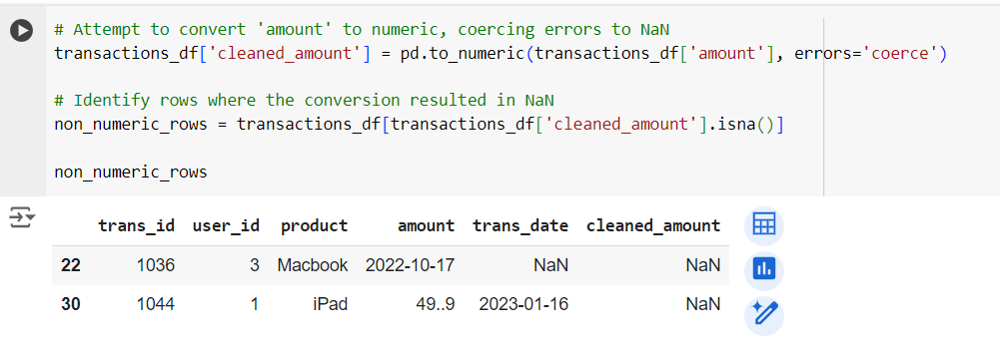 # Attempt to convert 'amount' to numeric, coercing errors to NaN
transactions_df['cleaned_amount'] = pd.to_numeric(transactions_df['amount'], errors='coerce')
# Identify rows where the conversion resulted in NaN
non_numeric_rows = transactions_df[transactions_df['cleaned_amount'].isna()]
non_numeric_rows
trans_id user_id product amount trans_date cleaned_amount
22 1036 3 Macbook 2022-10-17 NaN NaN
30 1044 1 iPad 49..9 2023-01-16 NaN